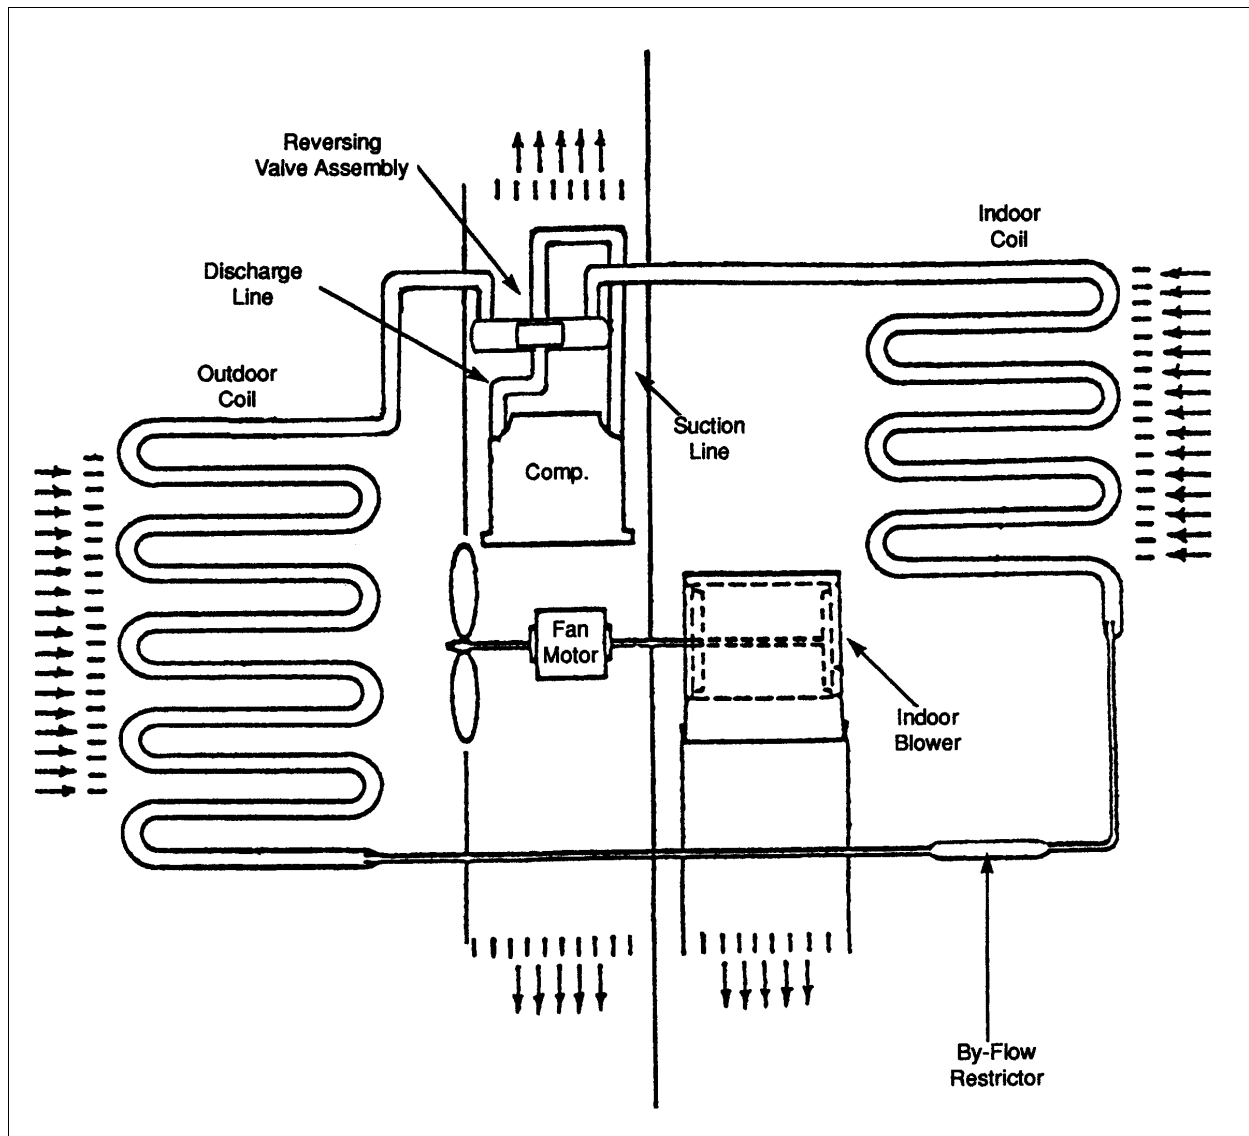 Reversing
Valve Assembly
Indoor
Coil
Discharge
Line
Outdoor
Coil
Suction
Line
Comp.
Fan
Motor
Indoor
Blower
By-Flow
Restrictor